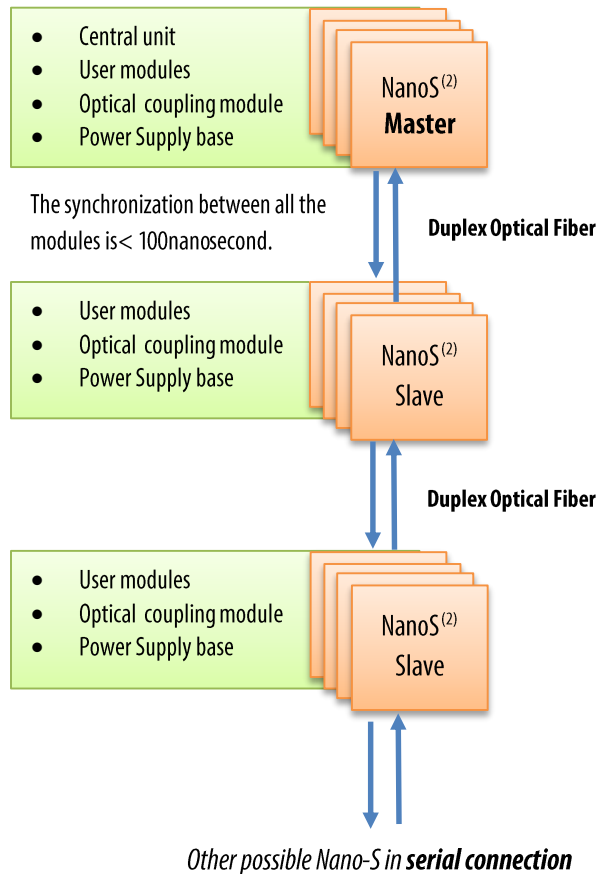 • Central unit
• User modules
• Optical coupling module
• Power Supply base
NanoS(2)
Master
The synchronization between all the
modules is< 100nanosecond.
Duplex Optical Fiber
• User modules
• Optical coupling module
• Power Supply base
NanoS(2)
Slave
Duplex Optical Fiber
• User modules
• Optical coupling module
• Power Supply base
NanoS(2)
Slave
Other possible Nano-S in serial connection